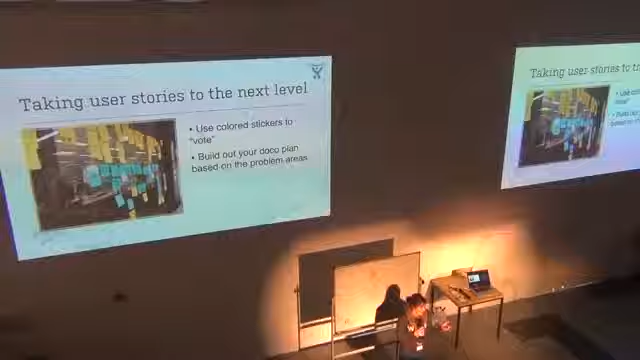 Taking user stories to the next level
• Use colored stickers to
"vote"
• Build out your doco plan
based on the problem areas
Taking user stories to